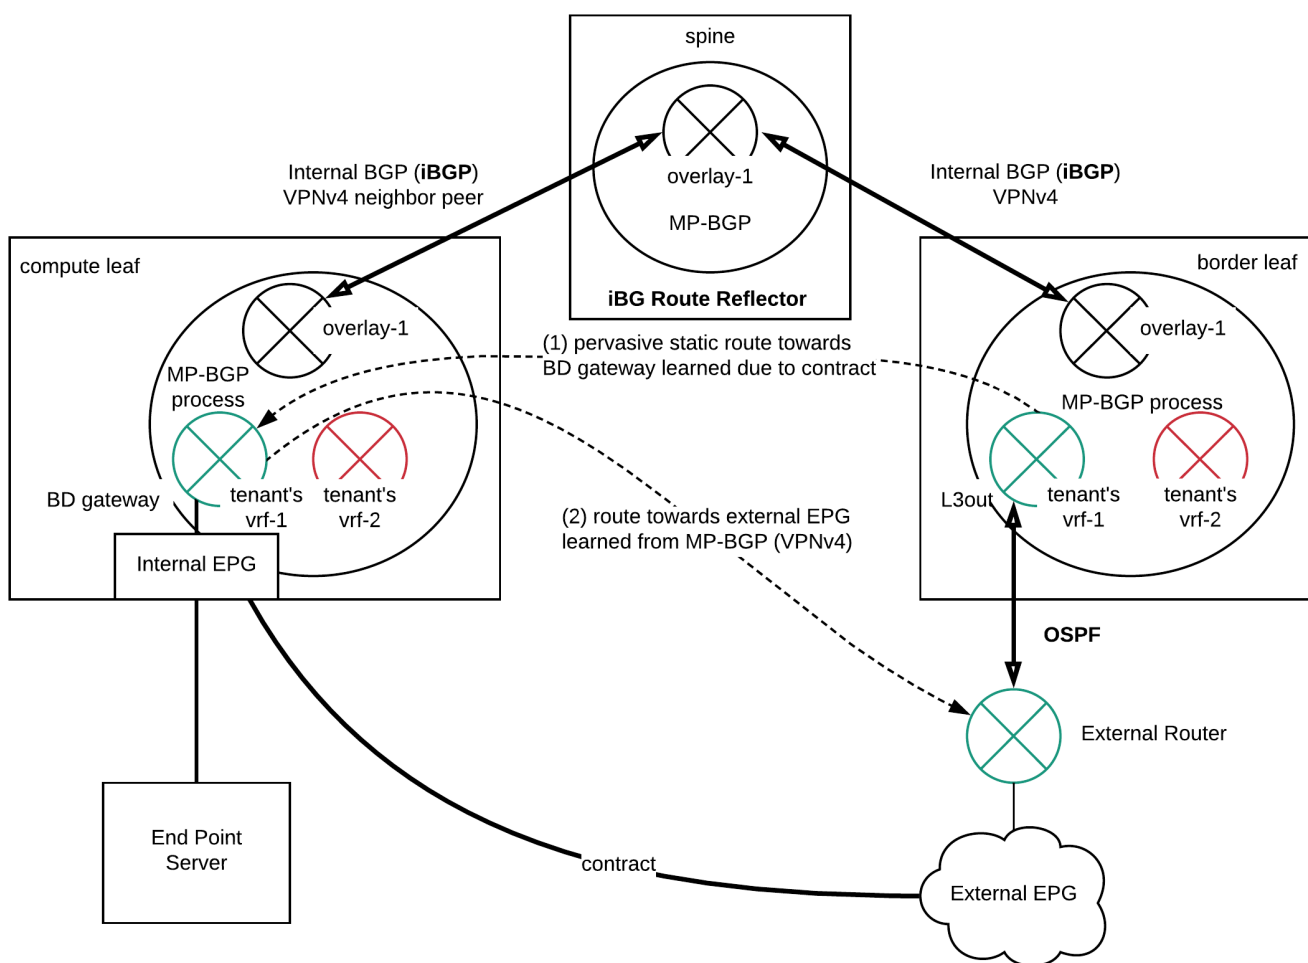 spine
overlay-1
MP-BGP
iBG Route Reflector
Internal BGP (iBGP)
VPNv4 neighbor peer
Internal BGP (iBGP)
VPNv4
compute leaf
overlay-1
MP-BGP
process
BD gateway
tenant's
vrf-1
tenant's
vrf-2
Internal EPG
(1) pervasive static route towards
BD gateway learned due to contract
(2) route towards external EPG
learned from MP-BGP (VPNv4)
border leaf
overlay-1
MP-BGP process
L3out
tenant's
vrf-1
tenant's
vrf-2
OSPF
External Router
End Point
Server
contract
External EPG